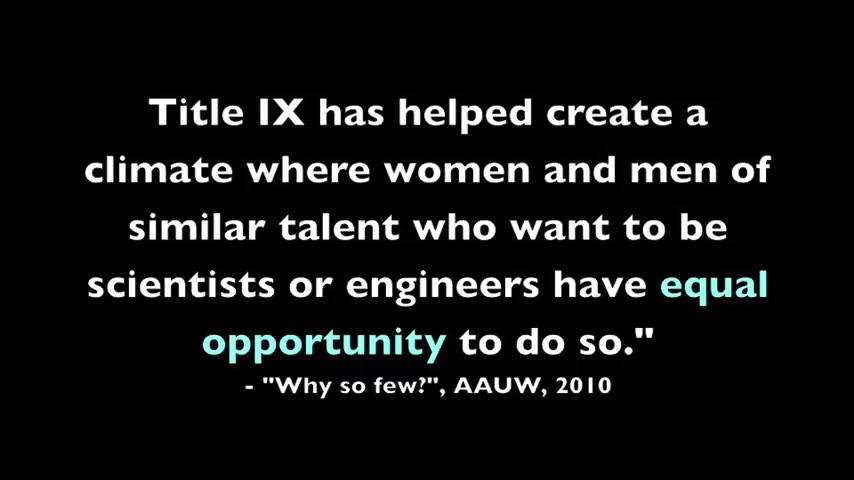 Title IX has helped create a
climate where women and men of
similar talent who want to be
scientists or engineers have equal
opportunity to do so."
- "Why so few?", AAUW, 2010